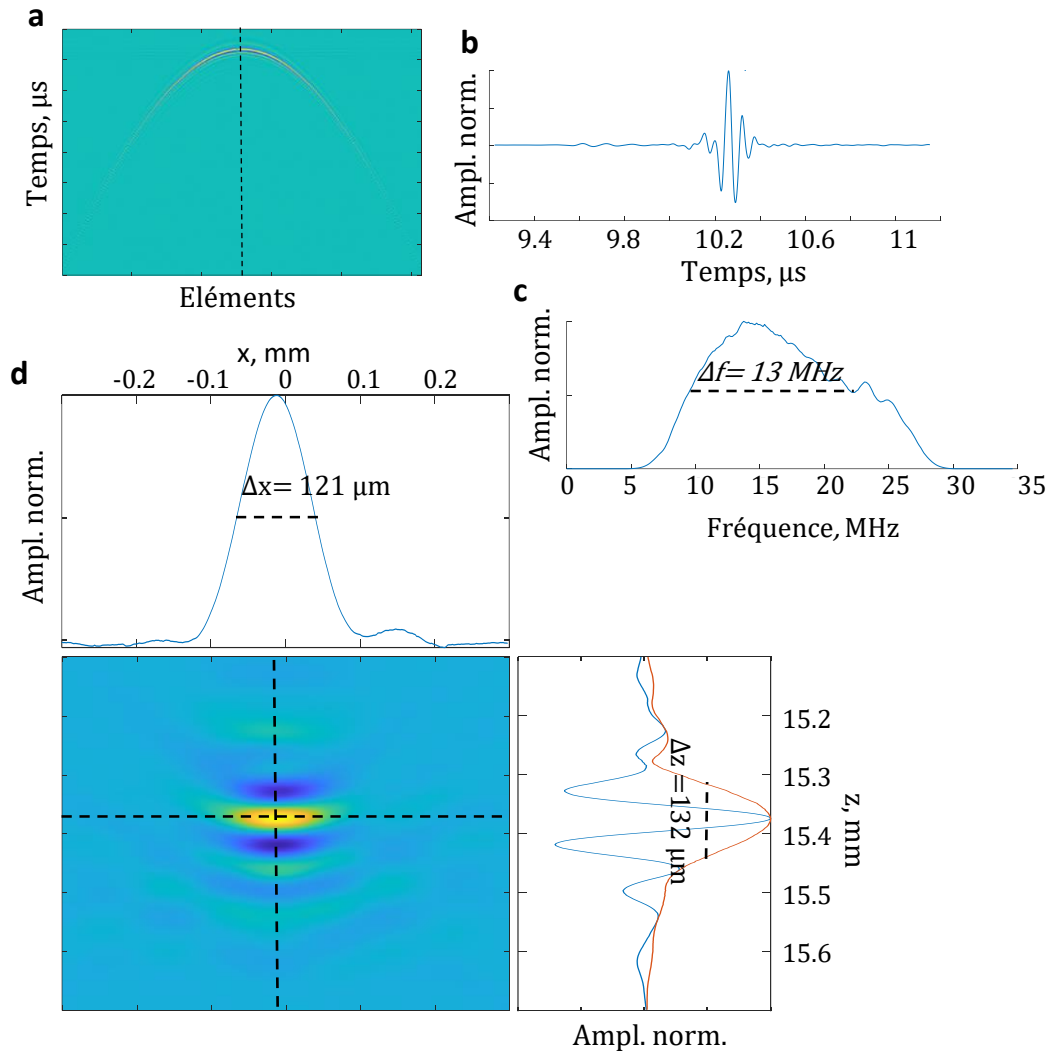 a
Temps, μs
Eléments
b
Ampl. norm.
9.4 9.8 10.2 10.6 11
Temps, μs
c
Ampl. norm.
Δf= 13 MHz
0 5 10 15 20 25 30 35
Fréquence, MHz
d
x, mm
-0.2 -0.1 0 0.1 0.2
Ampl. norm.
Δx= 121 μm
Δz =132 μm
15.2
15.3
15.4
15.5
15.6
z, mm
Ampl. norm.